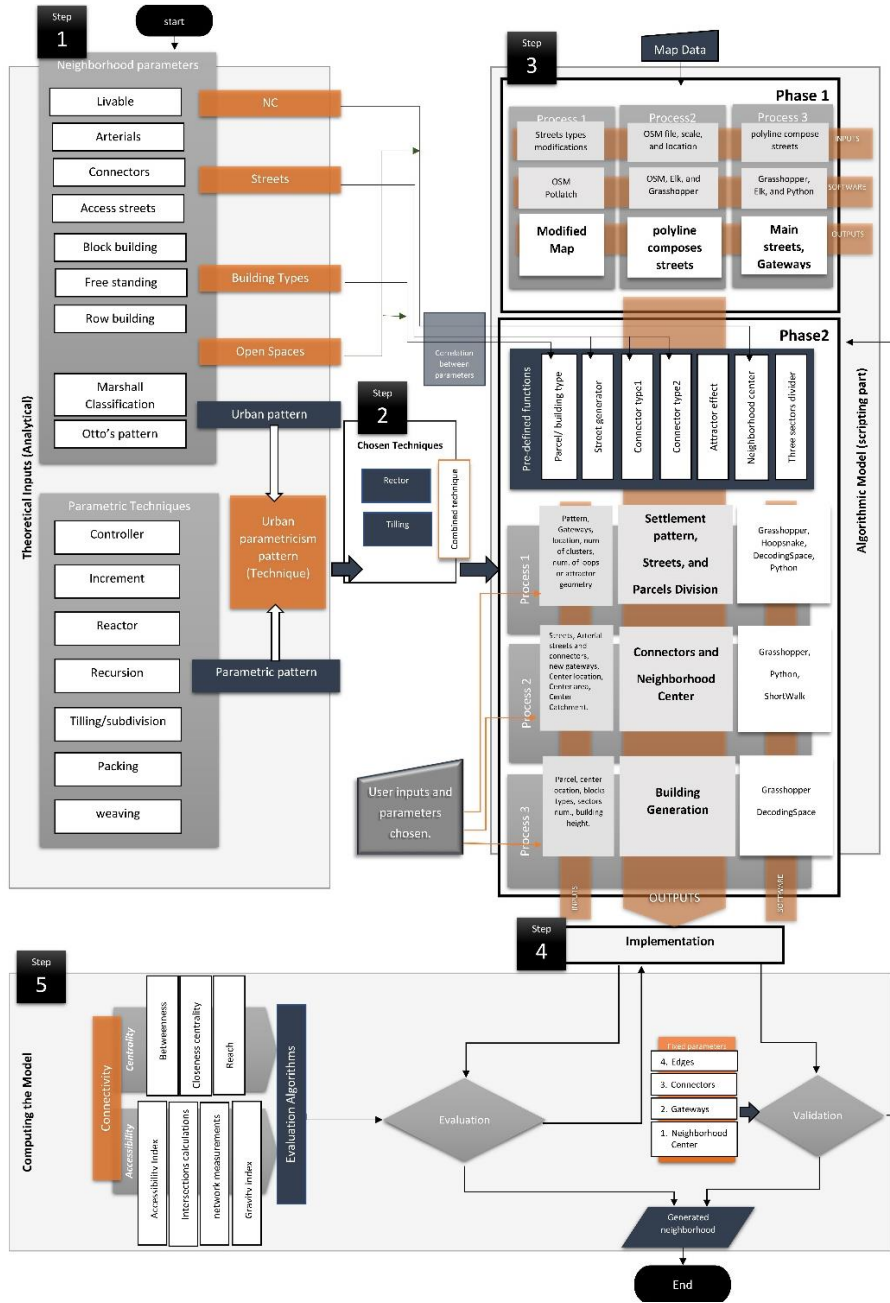 start
Step
1
Neighborhood parameters
Livable
Arterials
Connectors
Access streets
Block building
Free standing
Row building
Marshall
Classification
Otto's pattern
NC
Streets
Building Types
Open Spaces
Urban pattern
Theoretical Inputs (Analytical)
Parametric Techniques
Controller
Increment
Reactor
Recursion
Tilling/subdivision
Packing
weaving
Urban
parametricism
pattern
(Technique)
Parametric pattern
Correlation
between
parameters
Step
2
Chosen Techniques
Rector
Tilling
Combined technique
Step
3
Map Data
Phase 1
Process 1
Process2
Process 3
Streets types
modifications
OSM file, scale,
and location
polyline compose
streets
INPUTS
OSM
Potlatch
OSM, Elk, and
Grasshopper
Grasshopper,
Elk, and Python
SOFTWARE
Modified
Map
polyline
composes
streets
Main
streets,
Gateways
OUTPUTS
Phase2
Pre-defined functions
Parcel/ building type
Street generator
Connector type1
Connector type2
Attractor effect
Neighborhood center
Three sectors divider
Algorithmic Model (scripting part)
Process 1
Pattern,
Gateways,
location, num
of clusters,
num. of loops
or attractor
geometry
Settlement
pattern,
Streets, and
Parcels Division
Grasshopper,
Hoopsnake,
DecodingSpace,
Python
Process 2
Streets, Arterial
streets and
connectors,
new gateways,
Center location,
Center area,
Center
Catchment.
Connectors and
Neighborhood
Center
Grasshopper,
Python,
ShortWalk
Process 3
Parcel, center
ocation, blocks
types, sectors
num., building
height.
Building
Generation
Grasshopper
DecodingSpace
User inputs and
parameters
chosen.
INPUTS
OUTPUTS
SOFTWARE
Step
4
Implementation
Step
5
Computing the Model
Connectivity
Centrality
Betweenness
Closeness centrality
Reach
Accessibility
Accessibility Index
Intersections calculations
network measurements
Gravity index
Evaluation Algorithms
Evaluation
Fixed parameters
4. Edges
3. Connectors
2. Gateways
1. Neighborhood
Center
Validation
Generated
neighborhood
End